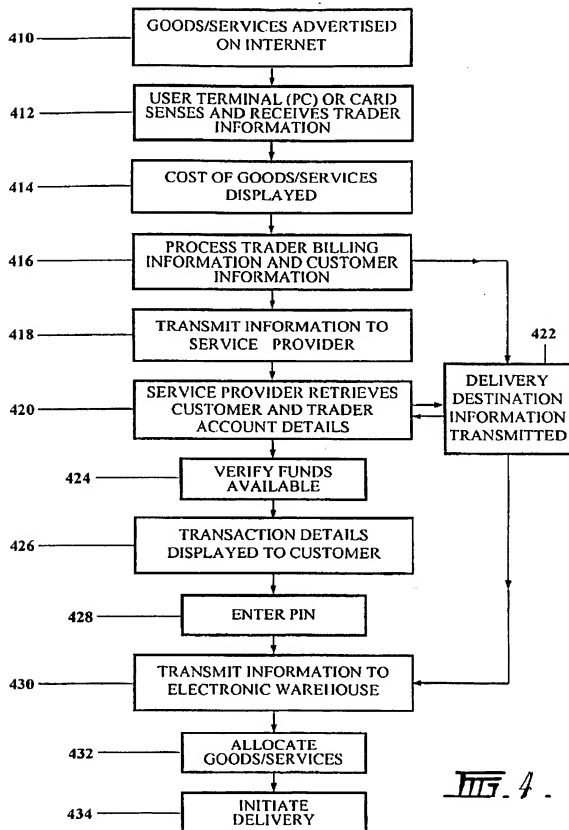 410
GOODS/SERVICES ADVERTISED
ON INTERNET
412
USER TERMINAL (PC) OR CARD
SENSES AND RECEIVES TRADER
INFORMATION
414
COST OF GOODS/SERVICES
DISPLAYED
416
PROCESS TRADER BILLING
INFORMATION AND CUSTOMER
INFORMATION
418
TRANSMIT INFORMATION TO
SERVICE PROVIDER
422
DELIVERY
DESTINATION
INFORMATION
TRANSMITTED
420
SERVICE PROVIDER RETRIEVES
CUSTOMER AND TRADER
ACCOUNT DETAILS
424
VERIFY FUNDS
AVAILABLE
426
TRANSACTION DETAILS
DISPLAYED TO CUSTOMER
428
ENTER PIN
430
TRANSMIT INFORMATION TO
ELECTRONIC WAREHOUSE
432
ALLOCATE
GOODS/SERVICES
434
INITIATE
DELIVERY
FIG. 4.